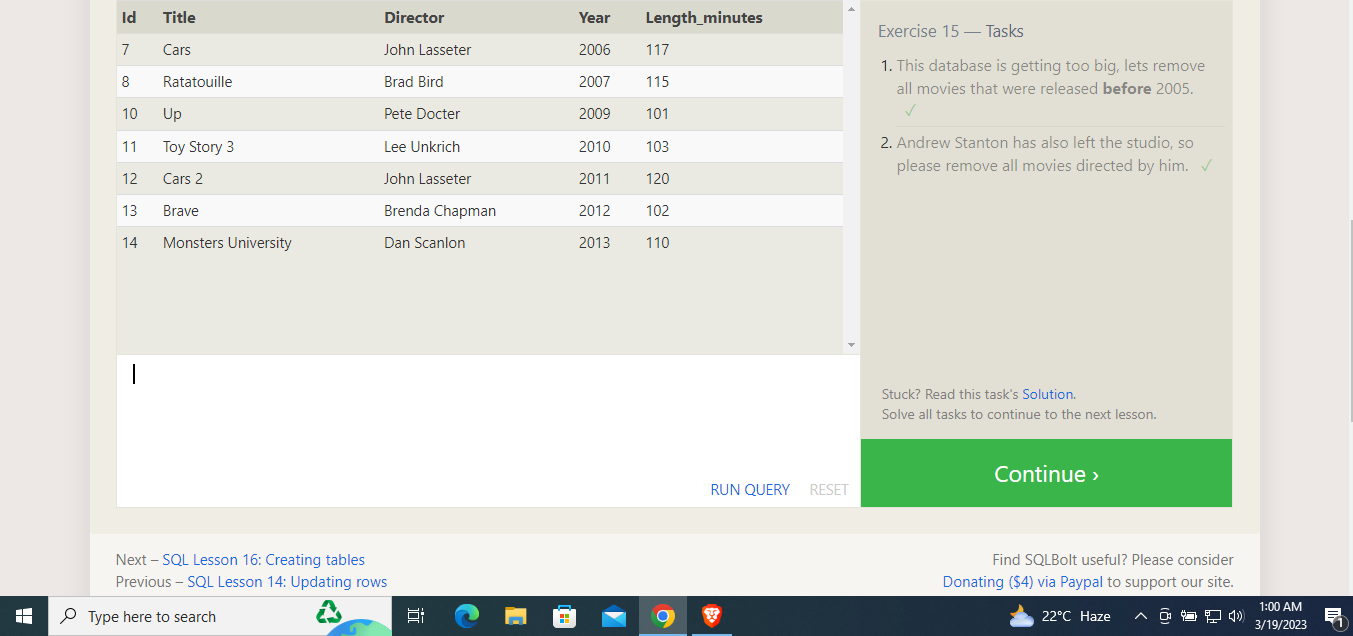 Id Title Director Year Length_minutes
7 Cars John Lasseter 2006 117
8 Ratatouille Brad Bird 2007 115
10 Up Pete Docter 2009 101
11 Toy Story 3 Lee Unkrich 2010 103
12 Cars 2 John Lasseter 2011 120
13 Brave Brenda Chapman 2012 102
14 Monsters University Dan Scanlon 2013 110
RUN QUERY RESET
Exercise 15 — Tasks
1. This database is getting too big, lets remove
all movies that were released before 2005.
✓
2. Andrew Stanton has also left the studio, so
please remove all movies directed by him. ✓
Stuck? Read this task's Solution.
Solve all tasks to continue to the next lesson.
Continue ›
Next – SQL Lesson 16: Creating tables
Previous – SQL Lesson 14: Updating rows
Find SQLBolt useful? Please consider
Donating ($4) via Paypal to support our site.
Type here to search
22°C Haze
1:00 AM
3/19/2023
1